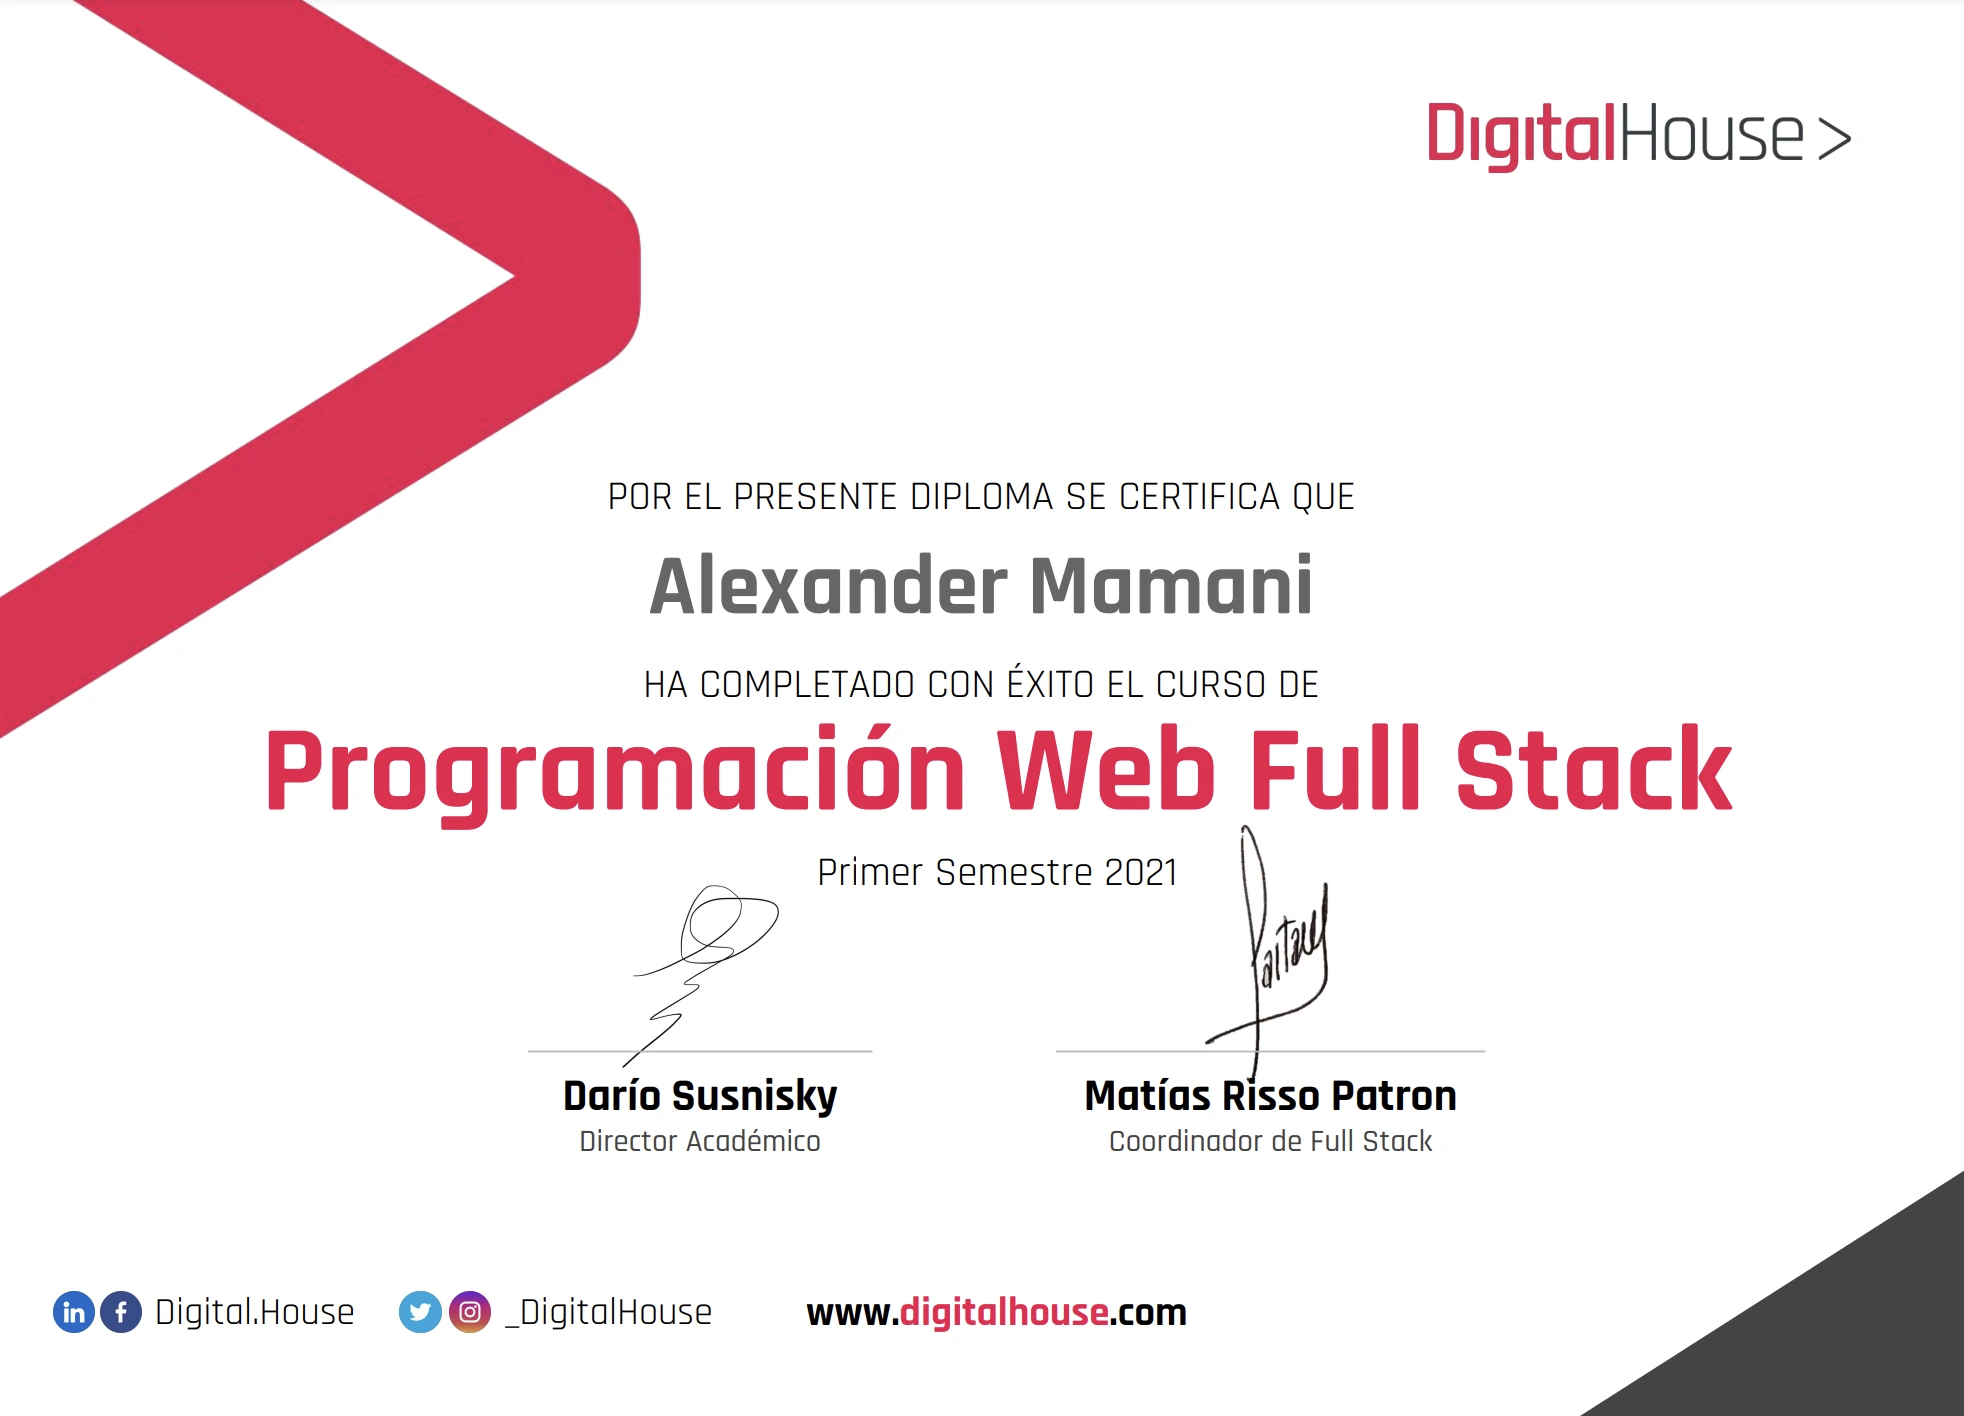 DigitalHouse >
POR EL PRESENTE DIPLOMA SE CERTIFICA QUE
Alexander Mamani
HA COMPLETADO CON ÉXITO EL CURSO DE
Programación Web Full Stack
Primer Semestre 2021
Darío Susnisky
Director Académico
Matías Risso Patron
Coordinador de Full Stack
Digital.House
_DigitalHouse
www.digitalhouse.com